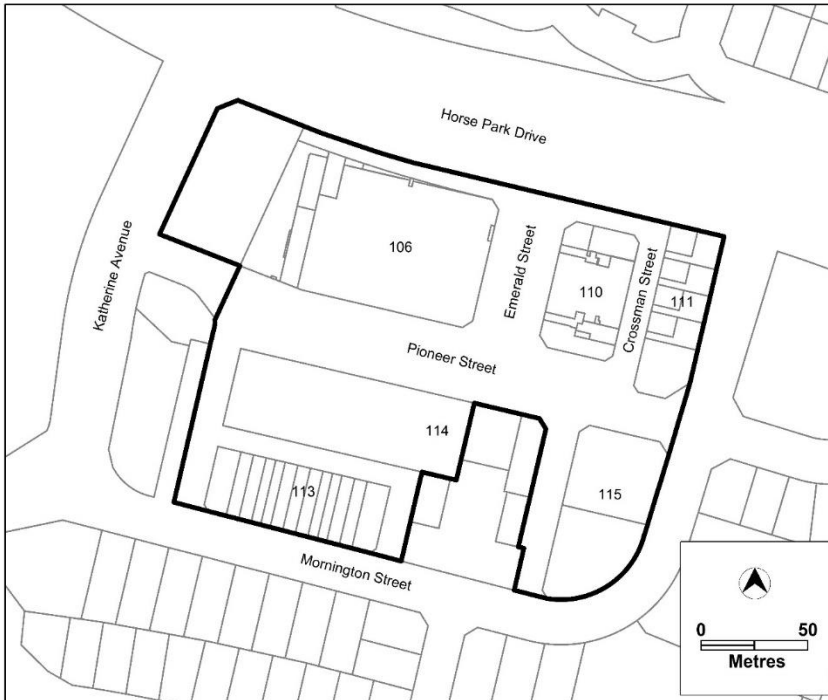 Horse Park Drive
Katherine Avenue
106
Emerald Street
110
Crossman Street
111
Pioneer Street
114
113
115
Mornington Street
0 50
Metres